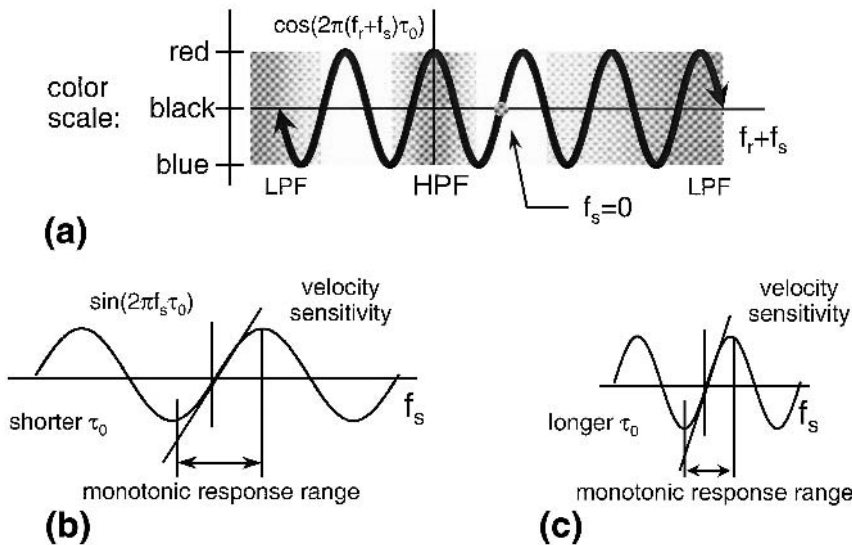 cos(2π(f_r+f_s)τ_0)
red
color
scale:
black
blue
f_r+f_s
LPF
HPF
LPF
f_s=0
(a)
sin(2πf_sτ_0)
velocity
sensitivity
f_s
shorter τ_0
monotonic response range
(b)
velocity
sensitivity
f_s
longer τ_0
monotonic response range
(c)